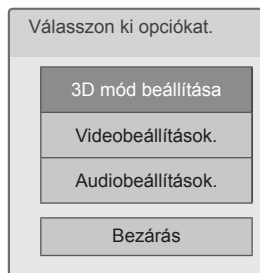 Válasszon ki opciókat.
3D mód beállítása
Videobeállítások.
Audiobeállítások.
Bezárás